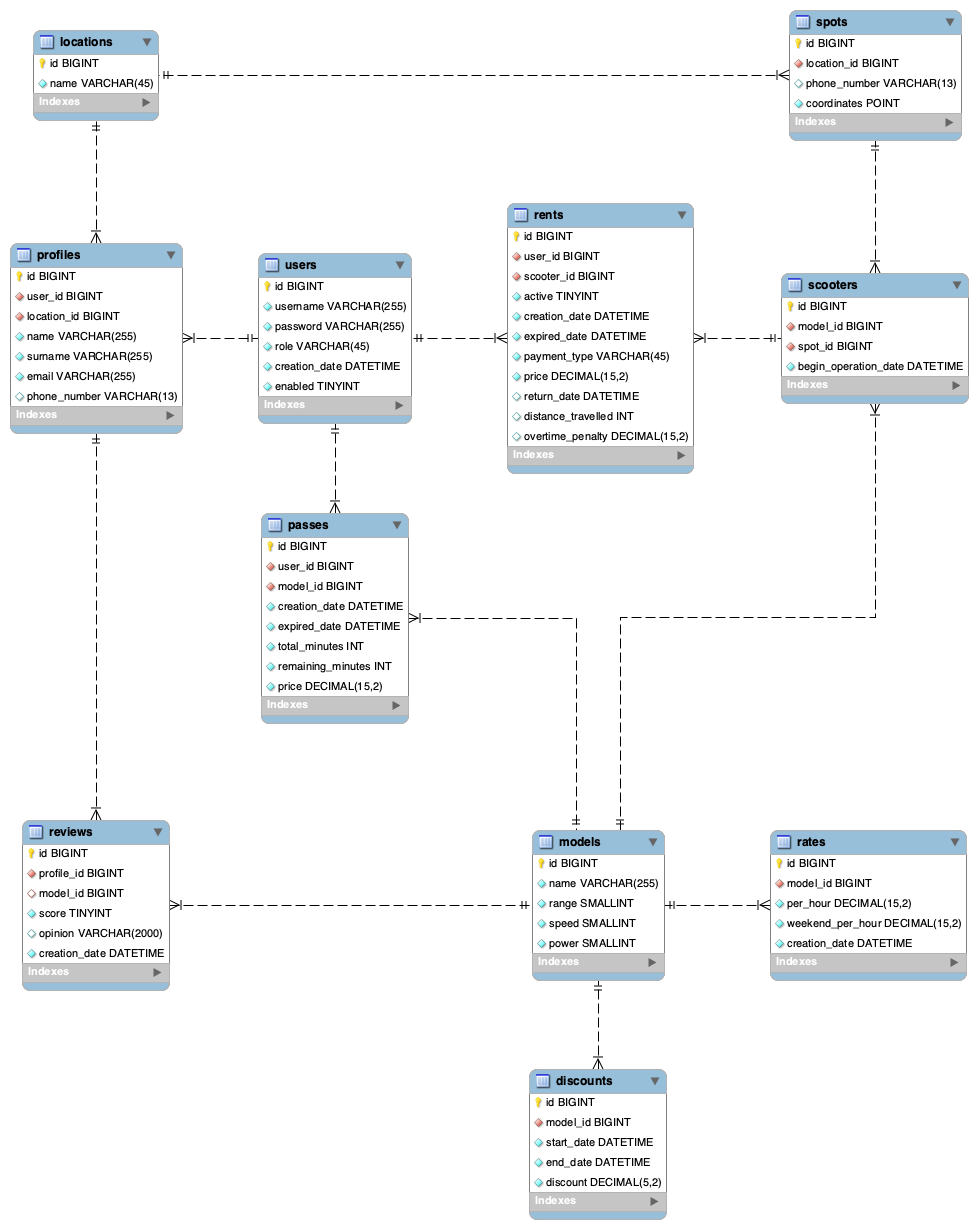 locations
id BIGINT
name VARCHAR(45)
Indexes
spots
id BIGINT
location_id BIGINT
phone_number VARCHAR(13)
coordinates POINT
Indexes
profiles
id BIGINT
user_id BIGINT
location_id BIGINT
name VARCHAR(255)
surname VARCHAR(255)
email VARCHAR(255)
phone_number VARCHAR(13)
Indexes
users
id BIGINT
username VARCHAR(255)
password VARCHAR(255)
role VARCHAR(45)
creation_date DATETIME
enabled TINYINT
Indexes
rents
id BIGINT
user_id BIGINT
scooter_id BIGINT
active TINYINT
creation_date DATETIME
expired_date DATETIME
payment_type VARCHAR(45)
price DECIMAL(15,2)
return_date DATETIME
distance_travelled INT
overtime_penalty DECIMAL(15,2)
Indexes
scooters
id BIGINT
model_id BIGINT
spot_id BIGINT
begin_operation_date DATETIME
Indexes
passes
id BIGINT
user_id BIGINT
model_id BIGINT
creation_date DATETIME
expired_date DATETIME
total_minutes INT
remaining_minutes INT
price DECIMAL(15,2)
Indexes
reviews
id BIGINT
profile_id BIGINT
model_id BIGINT
score TINYINT
opinion VARCHAR(2000)
creation_date DATETIME
Indexes
models
id BIGINT
name VARCHAR(255)
range SMALLINT
speed SMALLINT
power SMALLINT
Indexes
rates
id BIGINT
model_id BIGINT
per_hour DECIMAL(15,2)
weekend_per_hour DECIMAL(15,2)
creation_date DATETIME
Indexes
discounts
id BIGINT
model_id BIGINT
start_date DATETIME
end_date DATETIME
discount DECIMAL(5,2)
Indexes